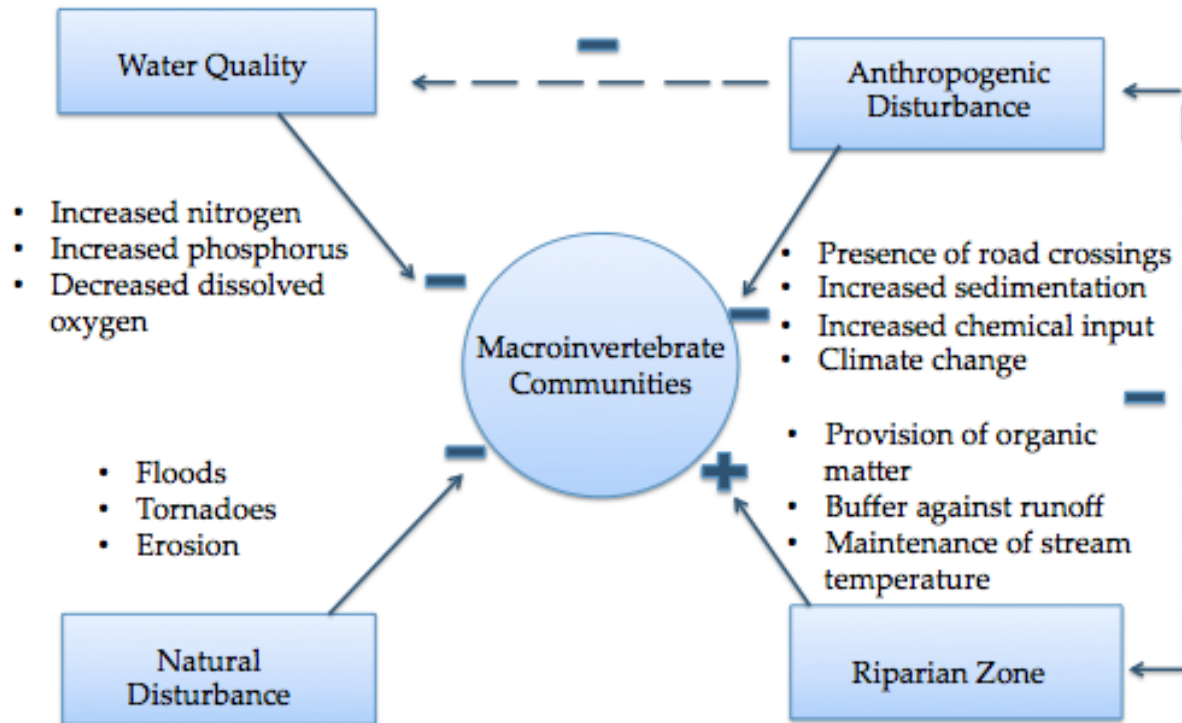 Water Quality
Anthropogenic
Disturbance
• Increased nitrogen
• Increased phosphorus
• Decreased dissolved
oxygen
• Presence of road crossings
• Increased sedimentation
• Increased chemical input
• Climate change
Macroinvertebrate
Communities
• Floods
• Tornadoes
• Erosion
• Provision of organic
matter
• Buffer against runoff
• Maintenance of stream
temperature
Natural
Disturbance
Riparian Zone